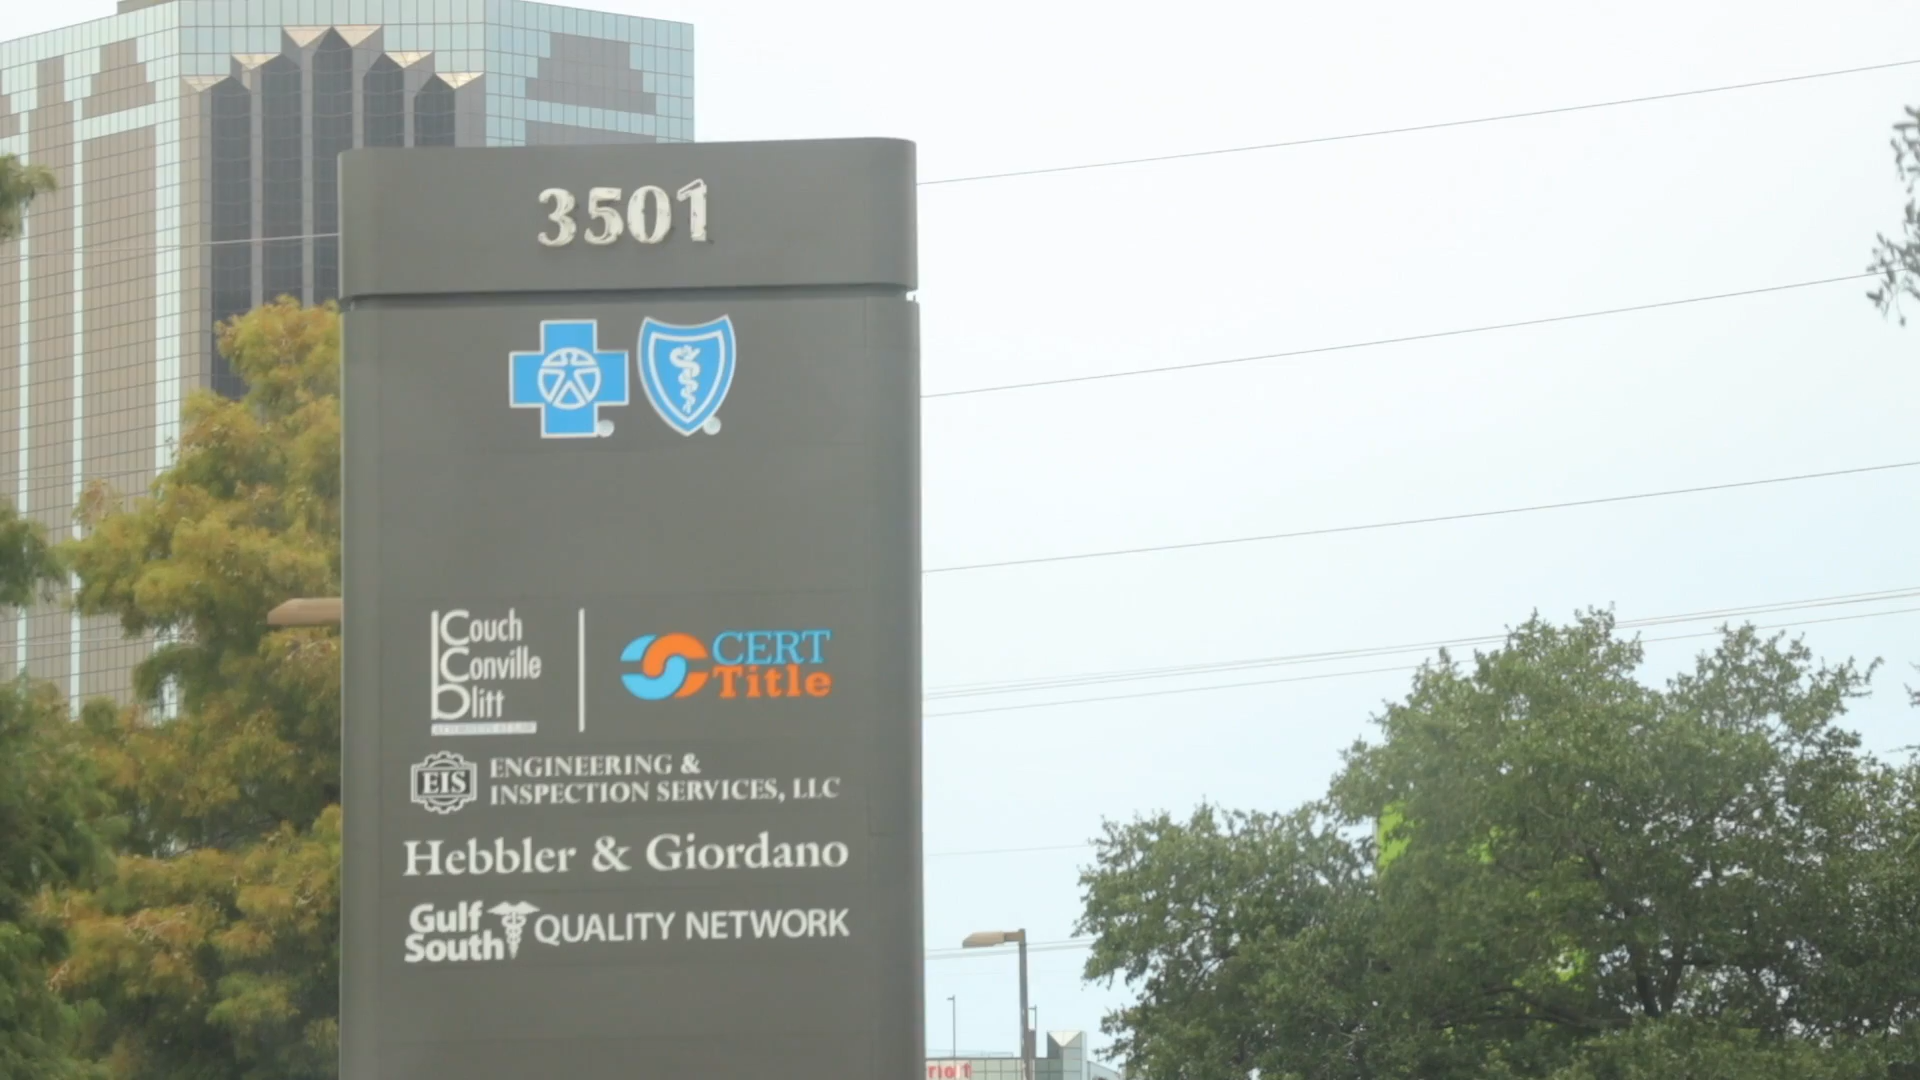 3501
Couch
Conville
blitt
CERT
Title
EIS
ENGINEERING &
INSPECTION SERVICES, LLC
Hebbler & Giordano
Gulf
South
QUALITY NETWORK